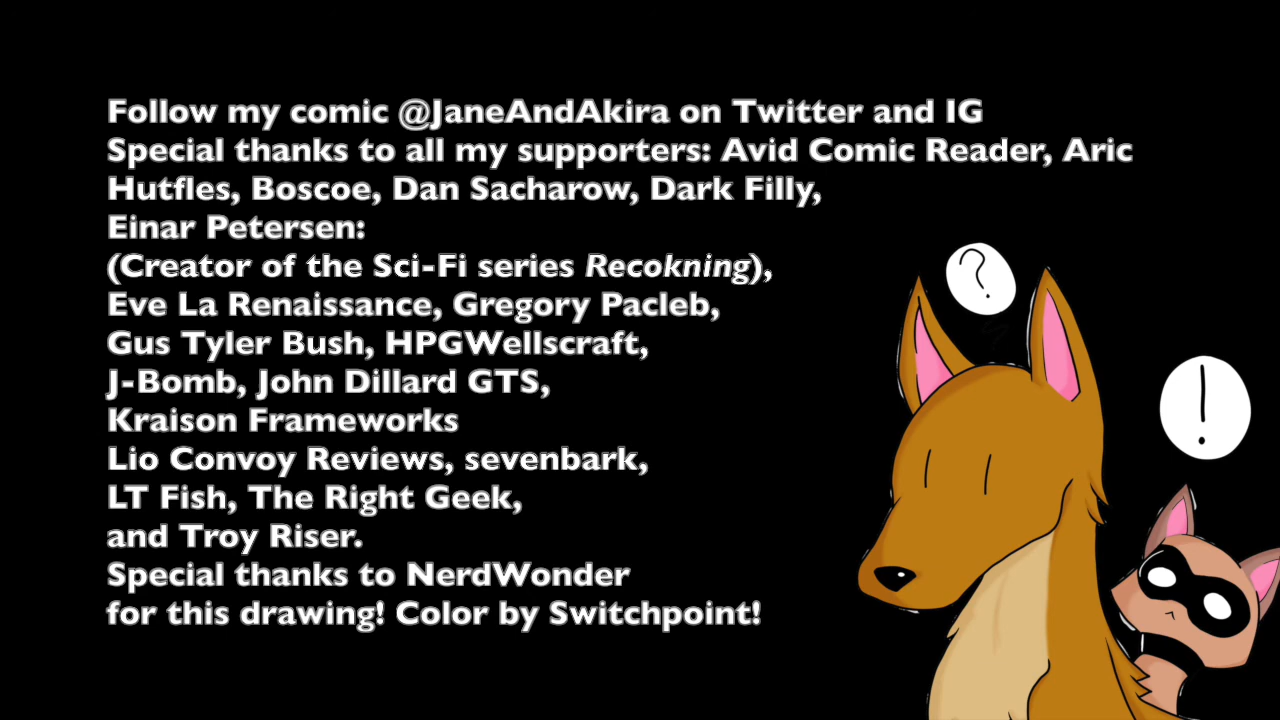 Follow my comic @JaneAndAkira on Twitter and IG
Special thanks to all my supporters: Avid Comic Reader, Aric
Hutfles, Boscoe, Dan Sacharow, Dark Filly,
Einar Petersen:
(Creator of the Sci-Fi series Recokning),
Eve La Renaissance, Gregory Pacleb,
Gus Tyler Bush, HPGWellscraft,
J-Bomb, John Dillard GTS,
Kraison Frameworks
Lio Convoy Reviews, sevenbark,
LT Fish, The Right Geek,
and Troy Riser.
Special thanks to NerdWonder
for this drawing! Color by Switchpoint!
?
!